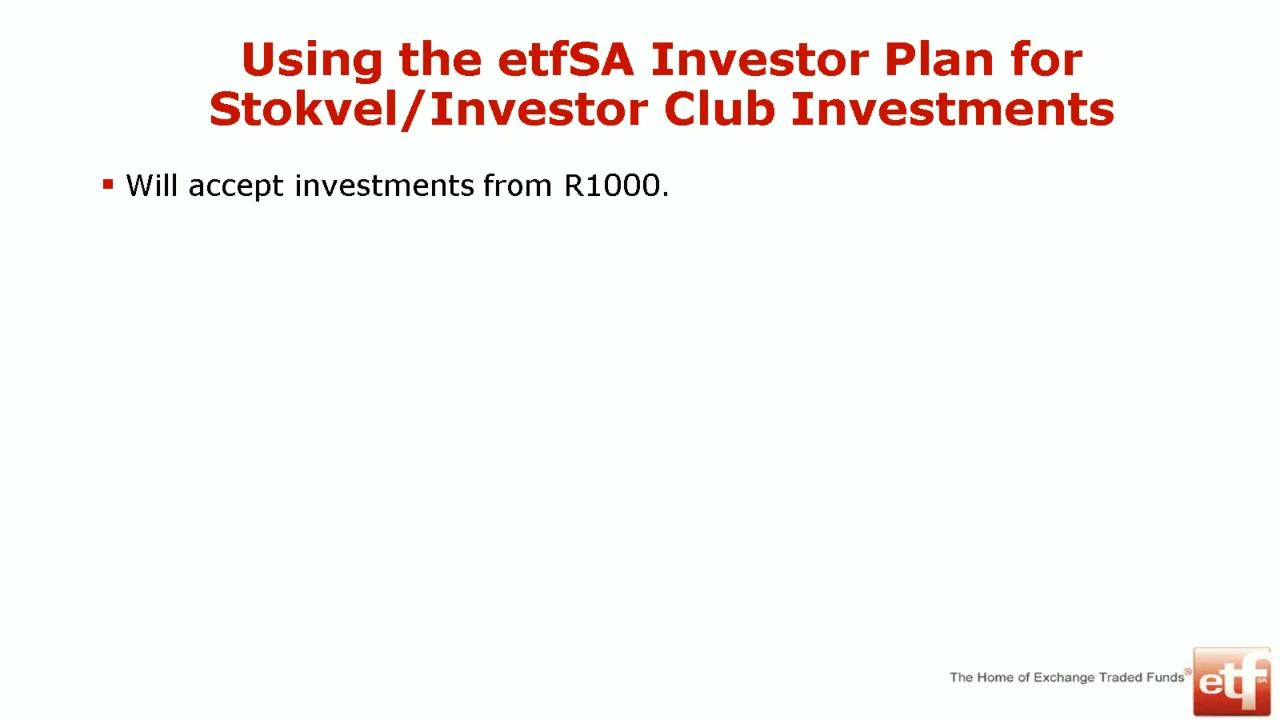 Using the etfSA Investor Plan for
Stokvel/Investor Club Investments
Will accept investments from R1000.
The Home of Exchange Traded Funds®
etfSA